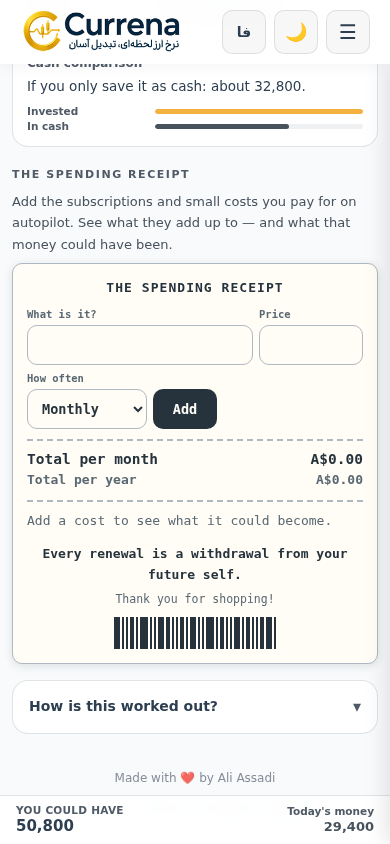 Currena
نرخ ارز لحظه‌ای، تبدیل آسان
فا
Cash comparison
If you only save it as cash: about 32,800.
Invested
In cash
THE SPENDING RECEIPT
Add the subscriptions and small costs you pay for on
autopilot. See what they add up to — and what that
money could have been.
THE SPENDING RECEIPT
What is it?
Price
How often
Monthly
Add
Total per month A$0.00
Total per year A$0.00
Add a cost to see what it could become.
Every renewal is a withdrawal from your
future self.
Thank you for shopping!
How is this worked out?
Made with ❤️ by Ali Assadi
YOU COULD HAVE
50,800
Today's money
29,400